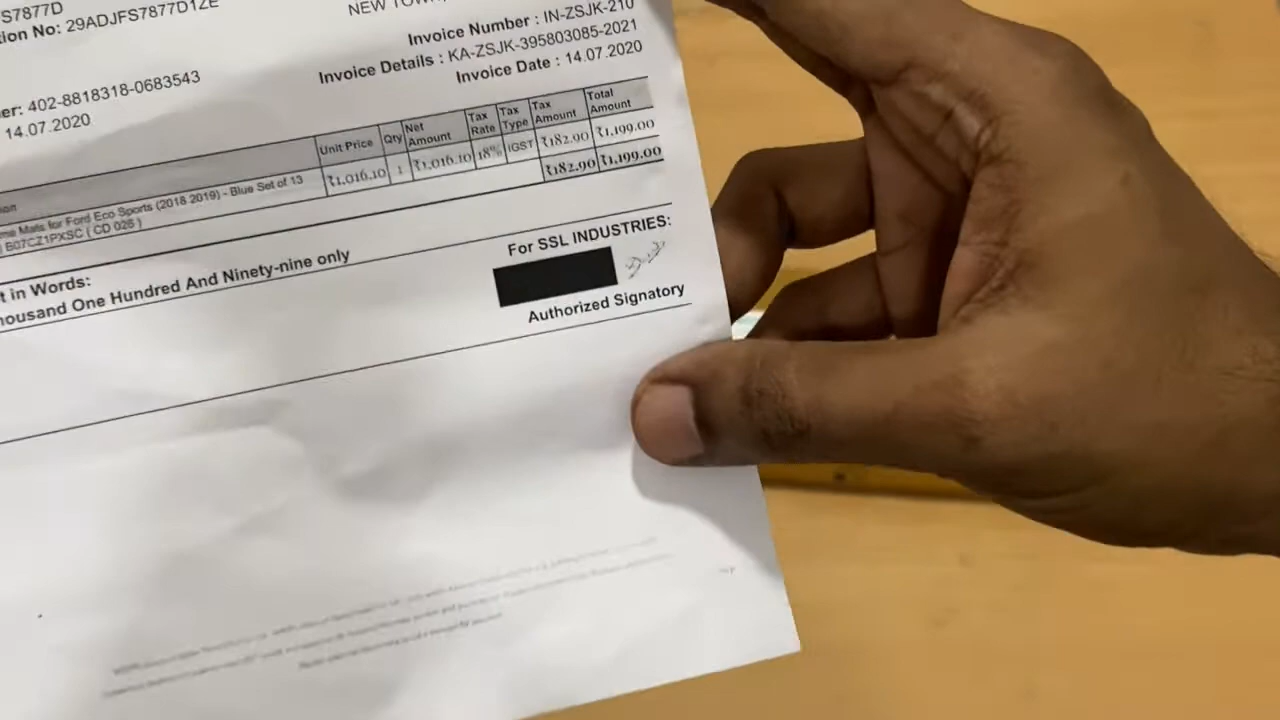 S7877D
tion No: 29ADJFS7877D1ZE
NEW TOWN,
Invoice Number : IN-ZSJK-210
Invoice Details : KA-ZSJK-395803085-2021
Invoice Date : 14.07.2020
er: 402-8818318-0683543
14.07.2020
Unit Price Qty Net Amount Tax Rate Tax Type Tax Amount Total Amount
me Mats for Ford Eco Sports (2018 2019) - Blue Set of 13
B07CZ1PXSC ( CD 026 )
₹1,016.10 1 ₹1,016.10 18% IGST ₹182.90 ₹1,199.00
₹182.90 ₹1,199.00
t in Words:
housand One Hundred And Ninety-nine only
For SSL INDUSTRIES:
Authorized Signatory